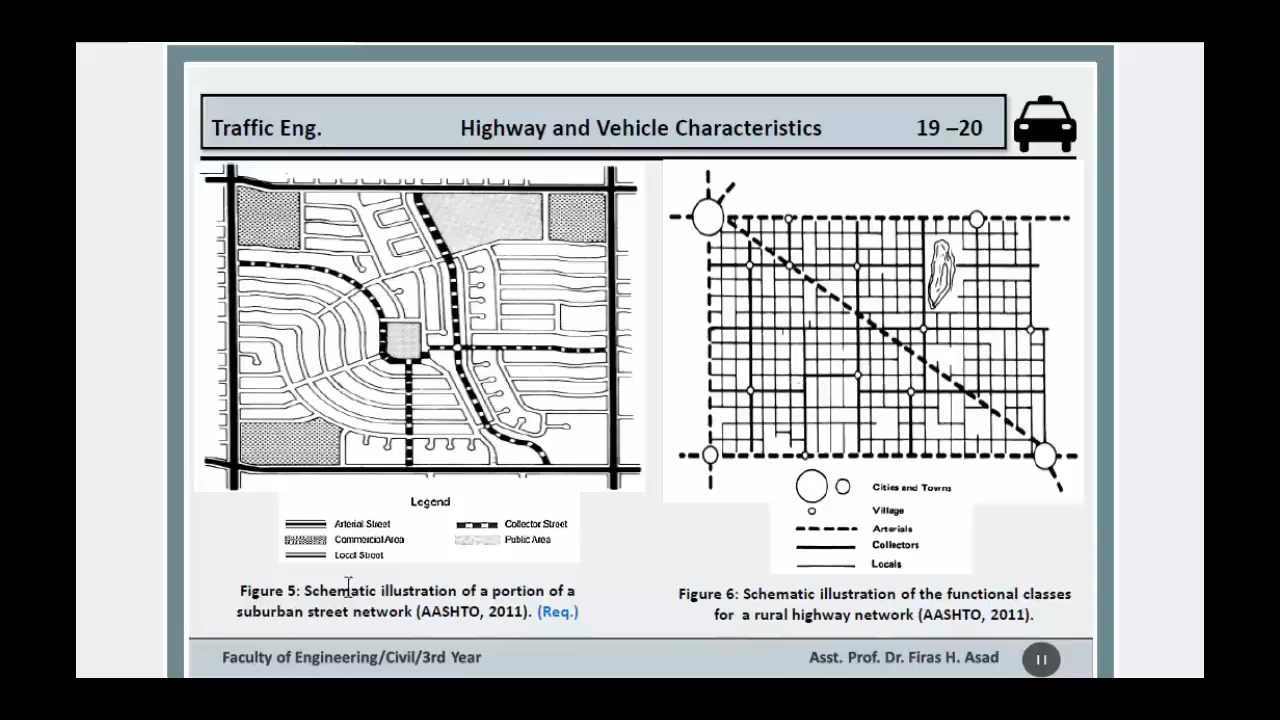 Traffic Eng. Highway and Vehicle Characteristics 19 –20
Legend
Arterial Street
Collector Street
Commercial Area
Public Area
Local Street
Figure 5: Schematic illustration of a portion of a
suburban street network (AASHTO, 2011). (Req.)
Cities and Towns
Village
Arterials
Collectors
Locals
Figure 6: Schematic illustration of the functional classes
for a rural highway network (AASHTO, 2011).
Faculty of Engineering/Civil/3rd Year
Asst. Prof. Dr. Firas H. Asad
11